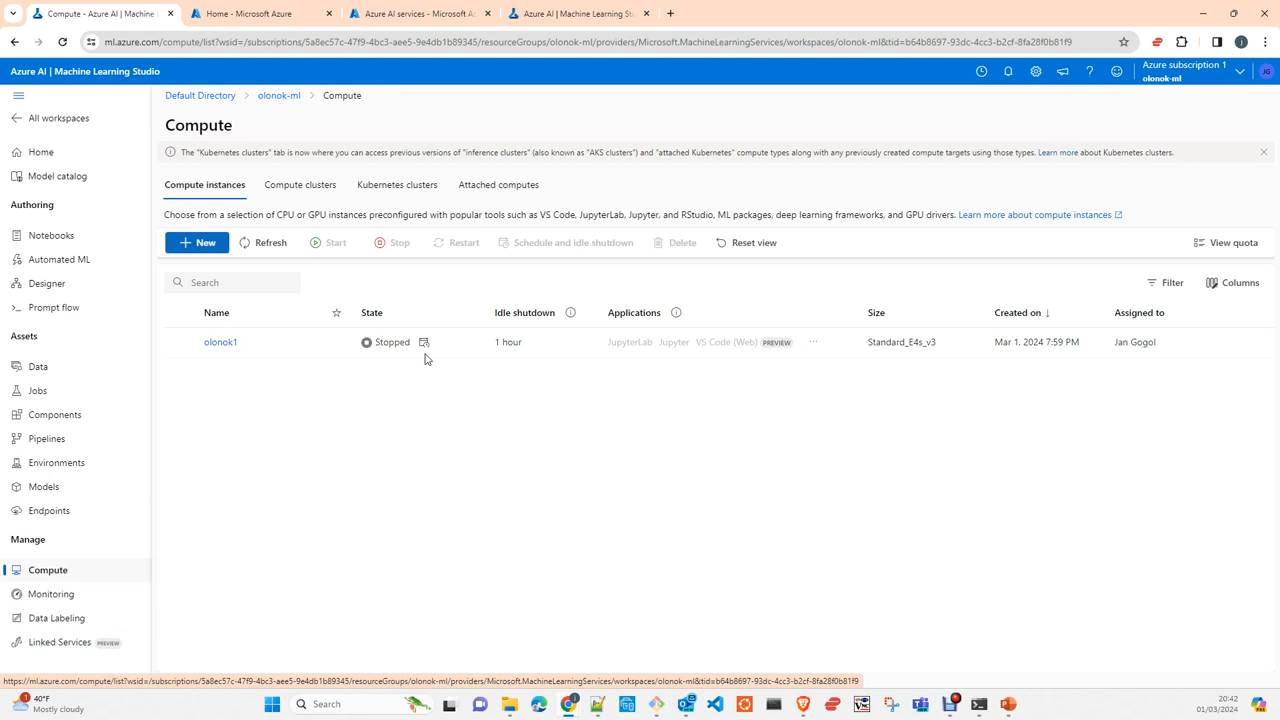 Compute - Azure AI | Machine L
Home - Microsoft Azure
Azure AI services - Microsoft Az
Azure AI | Machine Learning Stu
ml.azure.com/compute/list?wsid=/subscriptions/5a8ec57c-47f9-4bc3-aee5-9e4db1b89345/resourceGroups/olonok-ml/providers/Microsoft.MachineLearningServices/workspaces/olonok-ml&tid=b64b8697-93dc-4cc3-b2cf-8fa28f0b81f9
Azure AI | Machine Learning Studio
Azure subscription 1
olonok-ml
JG
All workspaces
Home
Model catalog
Authoring
Notebooks
Automated ML
Designer
Prompt flow
Assets
Data
Jobs
Components
Pipelines
Environments
Models
Endpoints
Manage
Compute
Monitoring
Data Labeling
Linked Services PREVIEW
Default Directory > olonok-ml > Compute
Compute
The "Kubernetes clusters" tab is now where you can access previous versions of "inference clusters" (also known as "AKS clusters") and "attached Kubernetes" compute types along with any previously created compute targets using those types. Learn more about Kubernetes clusters.
Compute instances Compute clusters Kubernetes clusters Attached computes
Choose from a selection of CPU or GPU instances preconfigured with popular tools such as VS Code, JupyterLab, Jupyter, and RStudio, ML packages, deep learning frameworks, and GPU drivers. Learn more about compute instances
New Refresh Start Stop Restart Schedule and idle shutdown Delete Reset view View quota
Search Filter Columns
Name State Idle shutdown Applications Size Created on ↓ Assigned to
olonok1 Stopped 1 hour JupyterLab Jupyter VS Code (Web) PREVIEW ··· Standard_E4s_v3 Mar 1, 2024 7:59 PM Jan Gogol
https://ml.azure.com/compute/list?wsid=/subscriptions/5a8ec57c-47f9-4bc3-aee5-9e4db1b89345/resourceGroups/olonok-ml/providers/Microsoft.MachineLearningServices/workspaces/olonok-ml&tid=b64b8697-93dc-4cc3-b2cf-8fa28f0b81f9
1
40°F
Mostly cloudy
Search
20:42
01/03/2024